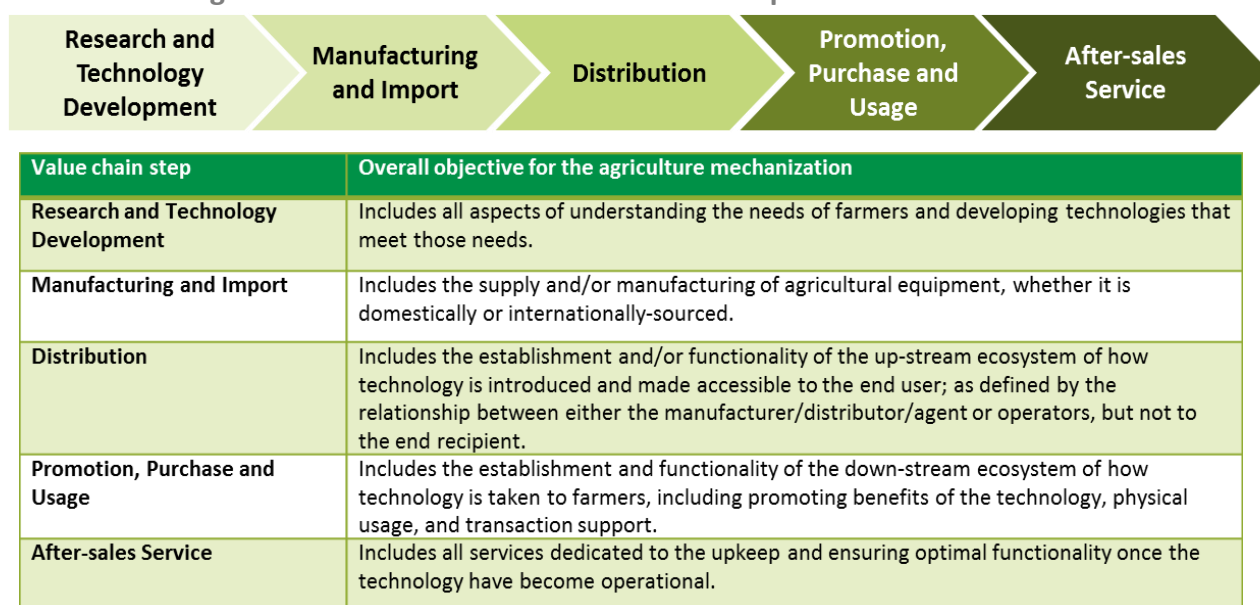 Research and
Technology
Development
Manufacturing
and Import
Distribution
Promotion,
Purchase and
Usage
After-sales
Service
Value chain step
Overall objective for the agriculture mechanization
Research and Technology
Development
Includes all aspects of understanding the needs of farmers and developing technologies that
meet those needs.
Manufacturing and Import
Includes the supply and/or manufacturing of agricultural equipment, whether it is
domestically or internationally-sourced.
Distribution
Includes the establishment and/or functionality of the up-stream ecosystem of how
technology is introduced and made accessible to the end user; as defined by the
relationship between either the manufacturer/distributor/agent or operators, but not to
the end recipient.
Promotion, Purchase and
Usage
Includes the establishment and functionality of the down-stream ecosystem of how
technology is taken to farmers, including promoting benefits of the technology, physical
usage, and transaction support.
After-sales Service
Includes all services dedicated to the upkeep and ensuring optimal functionality once the
technology have become operational.